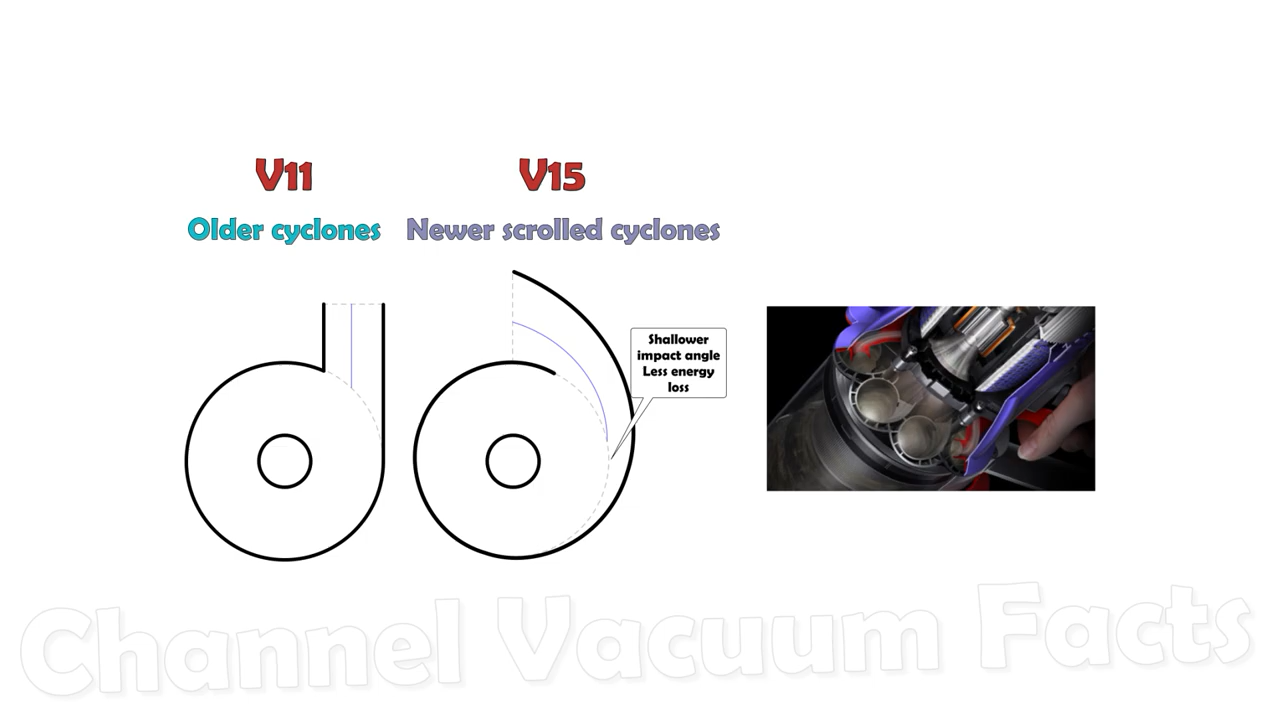 V11
V15
Older cyclones
Newer scrolled cyclones
Shallower
impact angle
Less energy
loss
Channel Vacuum Facts